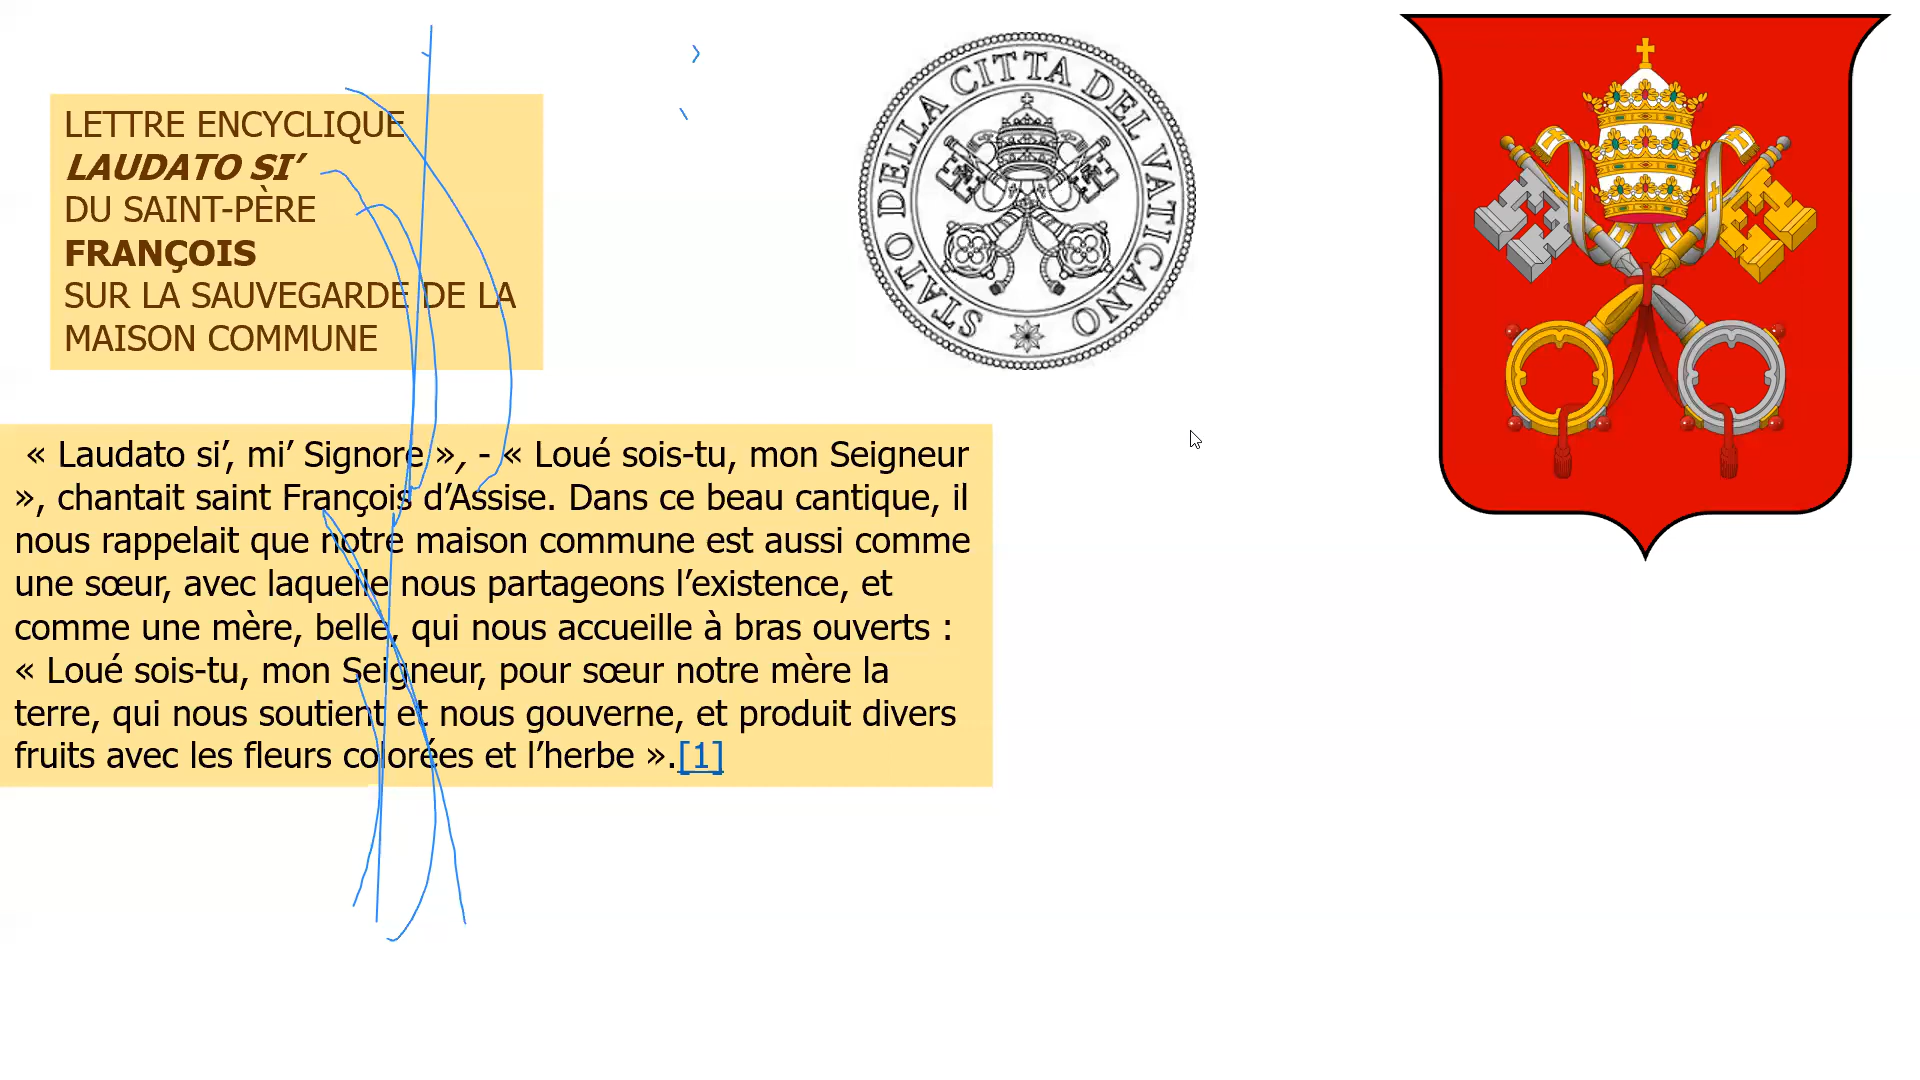 LETTRE ENCYCLIQUE
LAUDATO SI’
DU SAINT-PÈRE
FRANÇOIS
SUR LA SAUVEGARDE DE LA
MAISON COMMUNE
STATO DELLA CITTA DEL VATICANO
« Laudato si’, mi’ Signore », - « Loué sois-tu, mon Seigneur
», chantait saint François d’Assise. Dans ce beau cantique, il
nous rappelait que notre maison commune est aussi comme
une sœur, avec laquelle nous partageons l’existence, et
comme une mère, belle, qui nous accueille à bras ouverts :
« Loué sois-tu, mon Seigneur, pour sœur notre mère la
terre, qui nous soutient et nous gouverne, et produit divers
fruits avec les fleurs colorées et l’herbe ».[1]